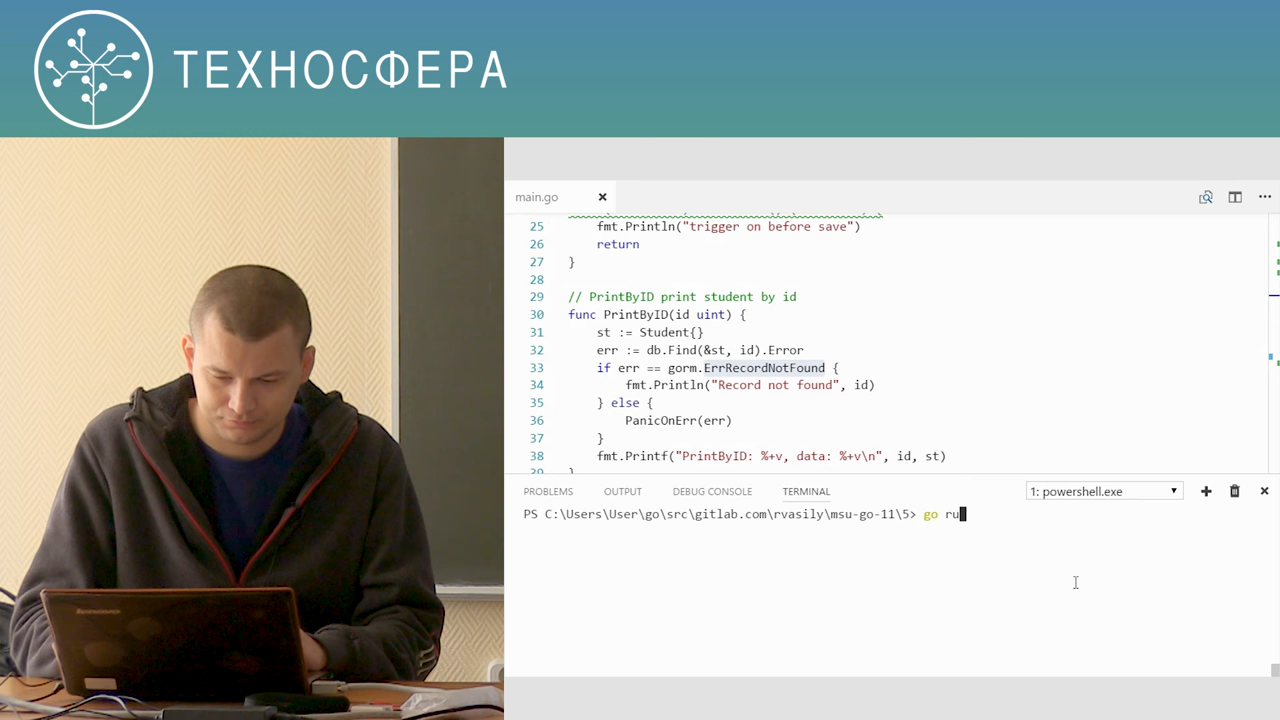 ТЕХНОСФЕРА
main.go
25 fmt.Println("trigger on before save")
26 return
27 }
28
29 // PrintByID print student by id
30 func PrintByID(id uint) {
31 st := Student{}
32 err := db.Find(&st, id).Error
33 if err == gorm.ErrRecordNotFound {
34 fmt.Println("Record not found", id)
35 } else {
36 PanicOnErr(err)
37 }
38 fmt.Printf("PrintByID: %+v, data: %+v\n", id, st)
39 }
PROBLEMS OUTPUT DEBUG CONSOLE TERMINAL 1: powershell.exe
PS C:\Users\User\go\src\gitlab.com\rvasily\msu-go-11\5> go ru
lenovo